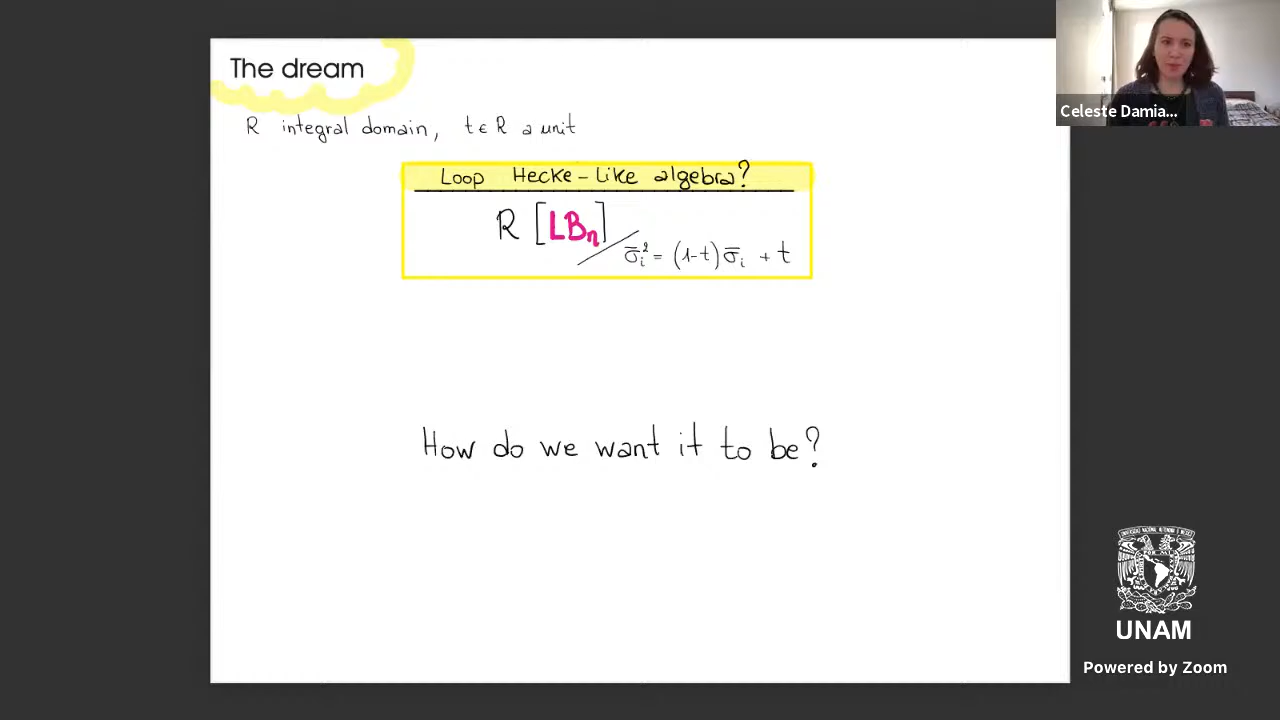 The dream
Celeste Damia...
R integral domain, t ∈ R a unit
Loop Hecke-like algebra?
R [LBₙ] / σ̄ᵢ² = (1-t) σ̄ᵢ + t
How do we want it to be?
UNAM
Powered by Zoom